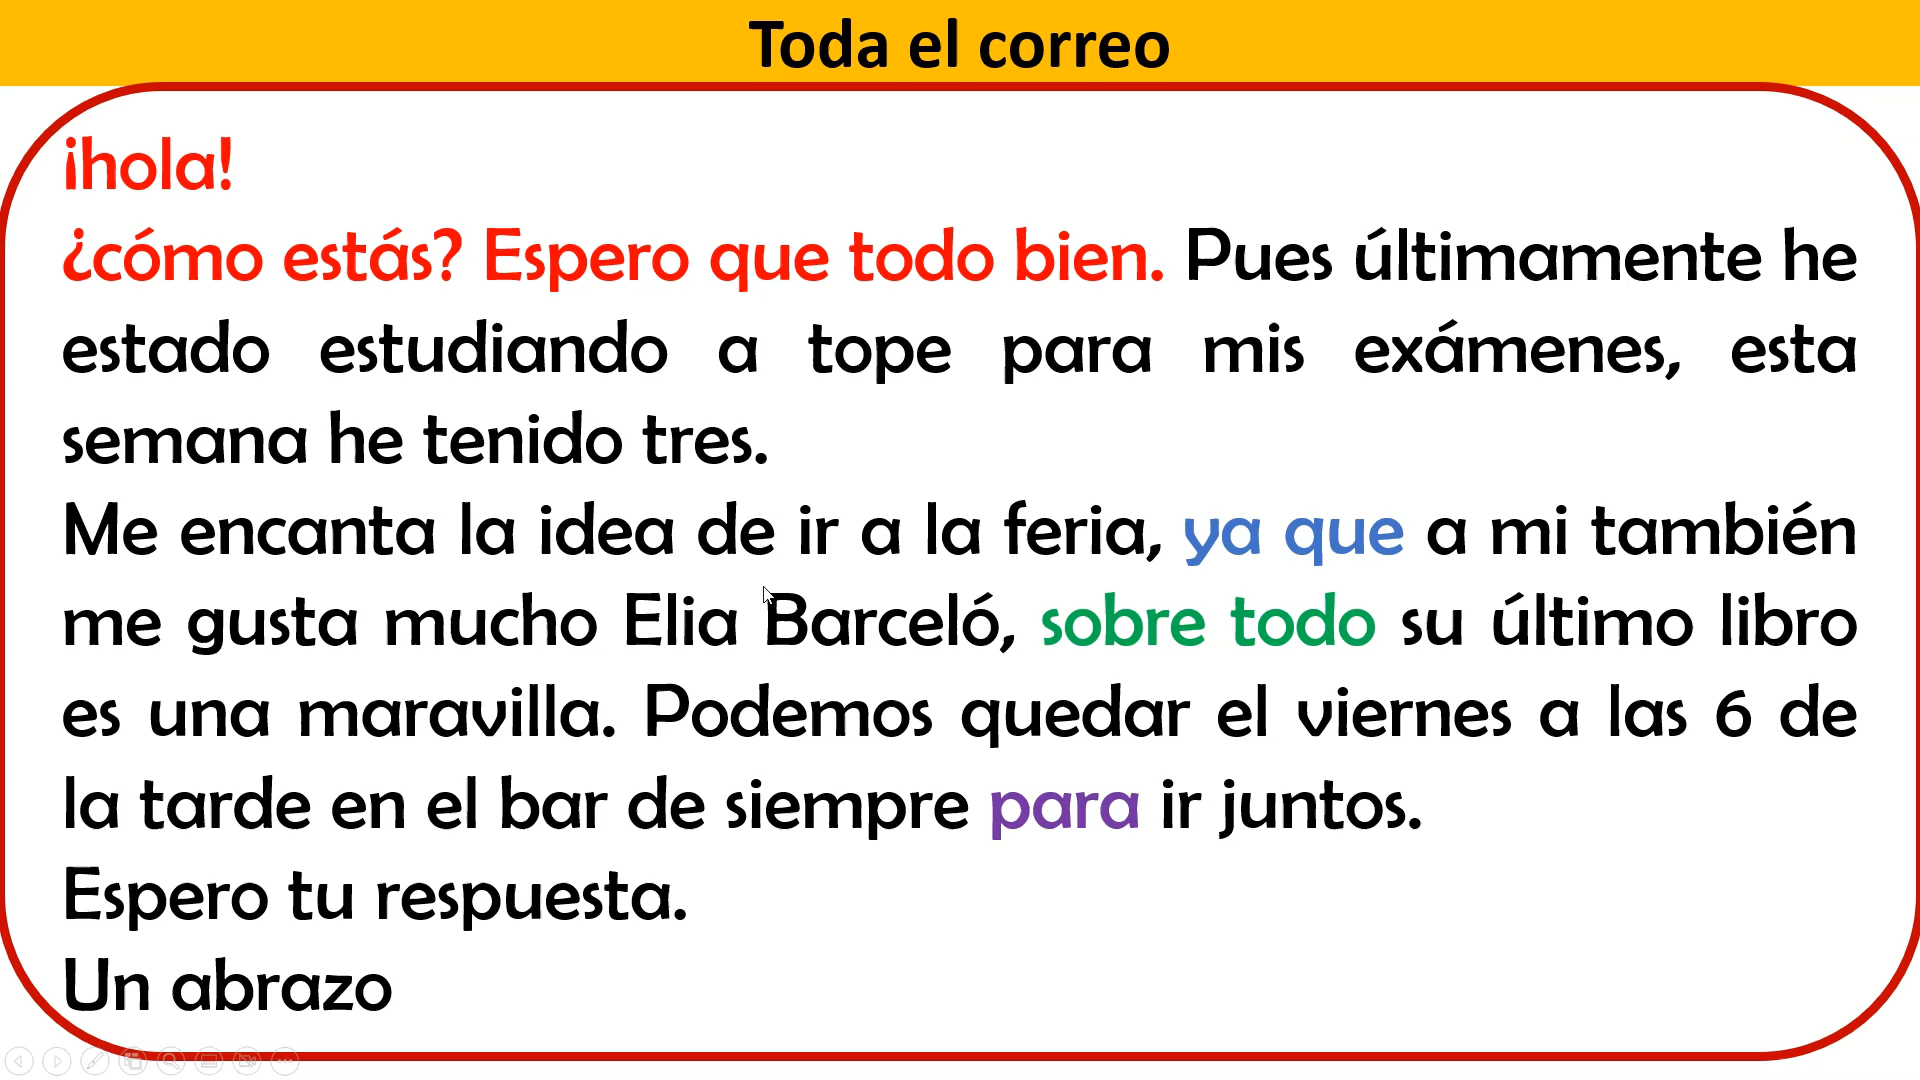 Toda el correo
¡hola!
¿cómo estás? Espero que todo bien. Pues últimamente he
estado estudiando a tope para mis exámenes, esta
semana he tenido tres.
Me encanta la idea de ir a la feria, ya que a mi también
me gusta mucho Elia Barceló, sobre todo su último libro
es una maravilla. Podemos quedar el viernes a las 6 de
la tarde en el bar de siempre para ir juntos.
Espero tu respuesta.
Un abrazo